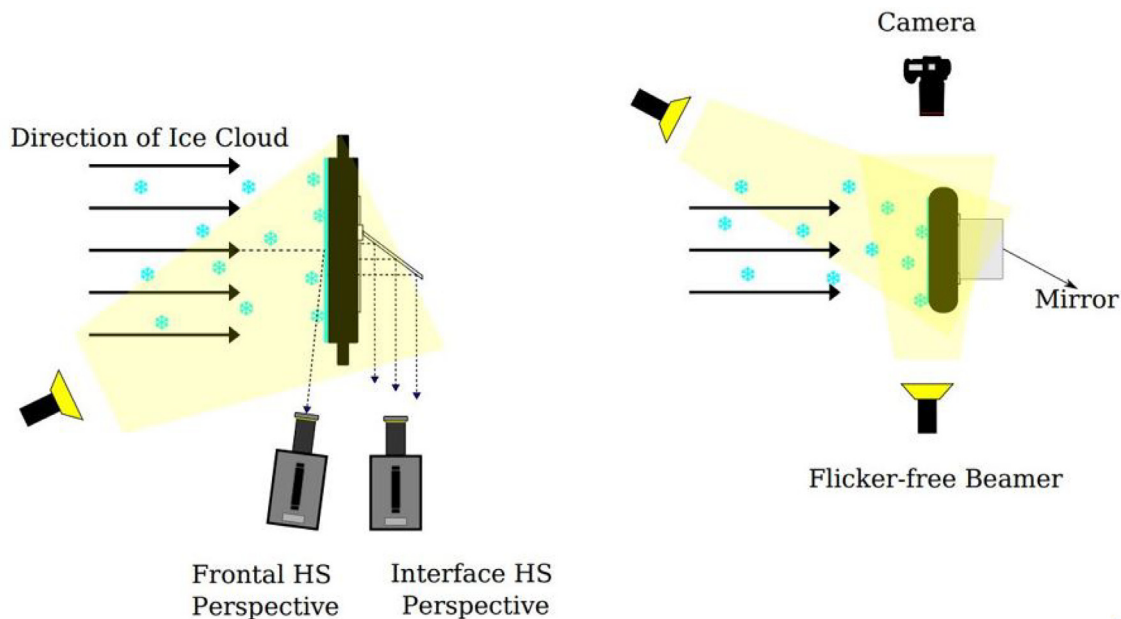 Camera
Direction of Ice Cloud
Mirror
Flicker-free Beamer
Frontal HS
Perspective
Interface HS
Perspective